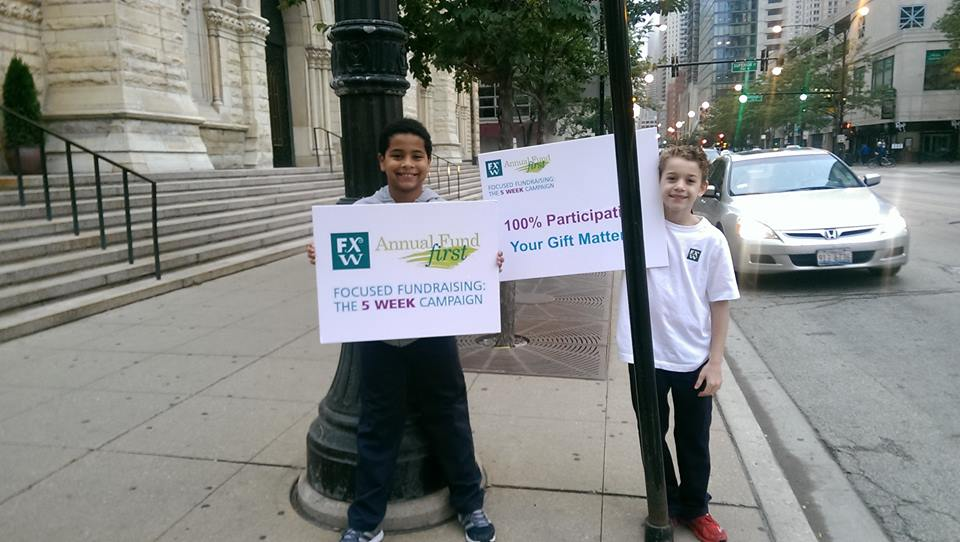 FXW
Annual Fund
first
FOCUSED FUNDRAISING:
THE 5 WEEK CAMPAIGN
FXW
Annual Fund
first
FOCUSED FUNDRAISING:
THE 5 WEEK CAMPAIGN
100% Participati
Your Gift Matter